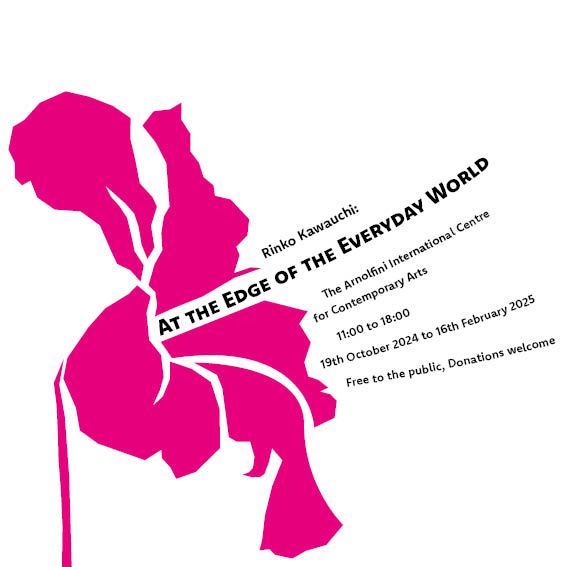 Rinko Kawauchi:
At the Edge of the Everyday World
The Arnolfini International Centre
for Contemporary Arts
11:00 to 18:00
19th October 2024 to 16th February 2025
Free to the public, Donations welcome